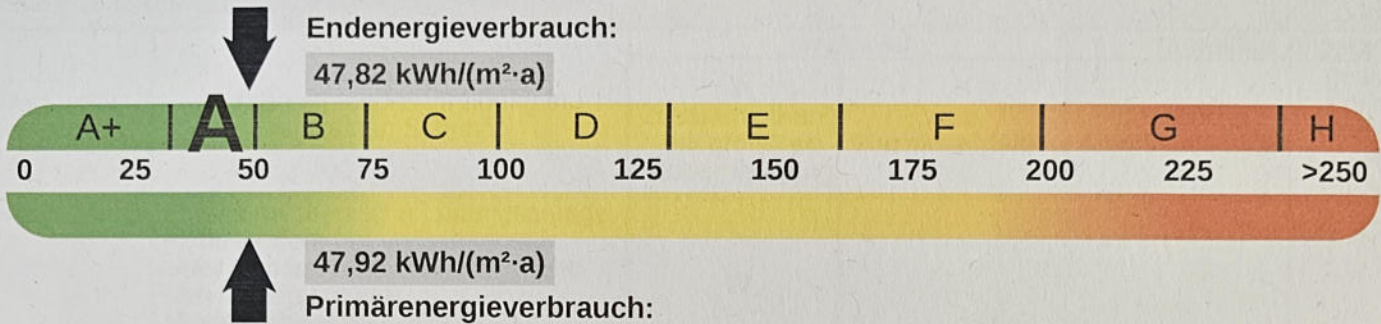 Endenergieverbrauch:
47,82 kWh/(m²·a)
A+ A B C D E F G H
0 25 50 75 100 125 150 175 200 225 >250
47,92 kWh/(m²·a)
Primärenergieverbrauch: